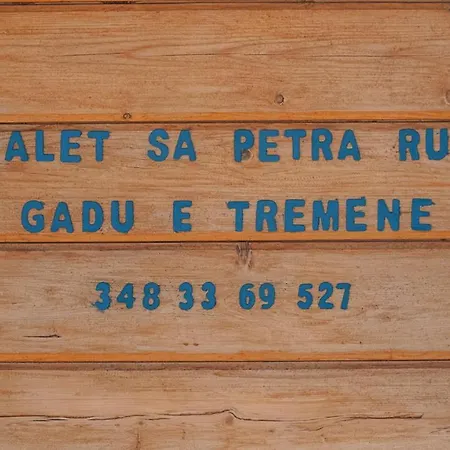 ALET SA PETRA RU
GADU E TREMENE
348 33 69 527